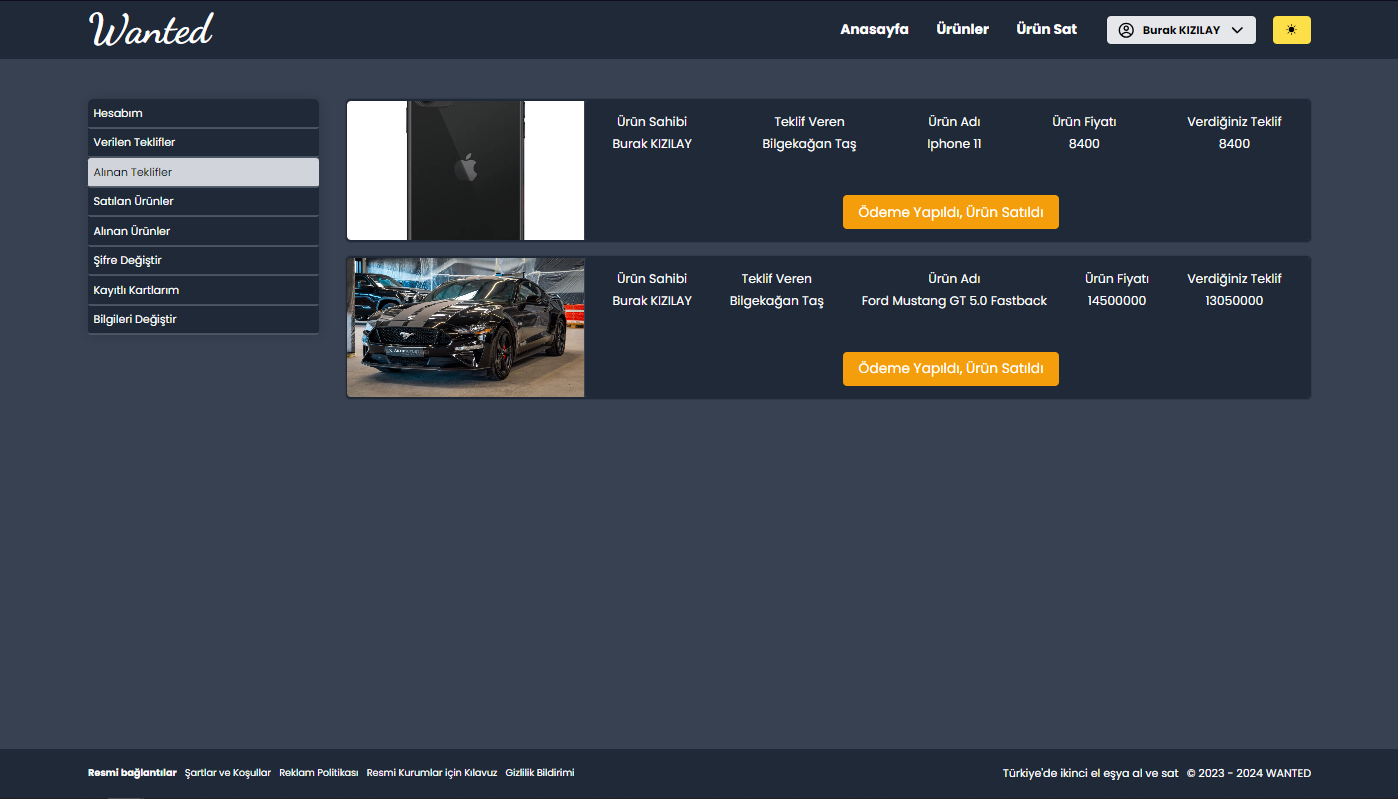 Wanted
Anasayfa Ürünler Ürün Sat Burak KIZILAY
Hesabım
Verilen Teklifler
Alınan Teklifler
Satılan Ürünler
Alınan Ürünler
Şifre Değiştir
Kayıtlı Kartlarım
Bilgileri Değiştir
Ürün Sahibi Teklif Veren Ürün Adı Ürün Fiyatı Verdiğiniz Teklif
Burak KIZILAY Bilgekağan Taş Iphone 11 8400 8400
Ödeme Yapıldı, Ürün Satıldı
Ürün Sahibi Teklif Veren Ürün Adı Ürün Fiyatı Verdiğiniz Teklif
Burak KIZILAY Bilgekağan Taş Ford Mustang GT 5.0 Fastback 14500000 13050000
Ödeme Yapıldı, Ürün Satıldı
Resmi bağlantılar Şartlar ve Koşullar Reklam Politikası Resmi Kurumlar için Kılavuz Gizlilik Bildirimi
Türkiye'de ikinci el eşya al ve sat © 2023 - 2024 WANTED